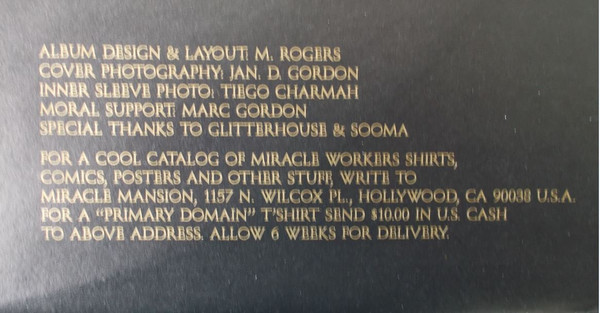 ALBUM DESIGN & LAYOUT: M. ROGERS
COVER PHOTOGRAPHY: JAN. D. GORDON
INNER SLEEVE PHOTO: TIEGO CHARMAH
MORAL SUPPORT: MARC GORDON
SPECIAL THANKS TO GLITTERHOUSE & SOOMA
FOR A COOL CATALOG OF MIRACLE WORKERS SHIRTS,
COMICS, POSTERS AND OTHER STUFF, WRITE TO
MIRACLE MANSION, 1157 N. WILCOX PL., HOLLYWOOD, CA 90038 U.S.A.
FOR A "PRIMARY DOMAIN" T'SHIRT SEND $10.00 IN U.S. CASH
TO ABOVE ADDRESS. ALLOW 6 WEEKS FOR DELIVERY.